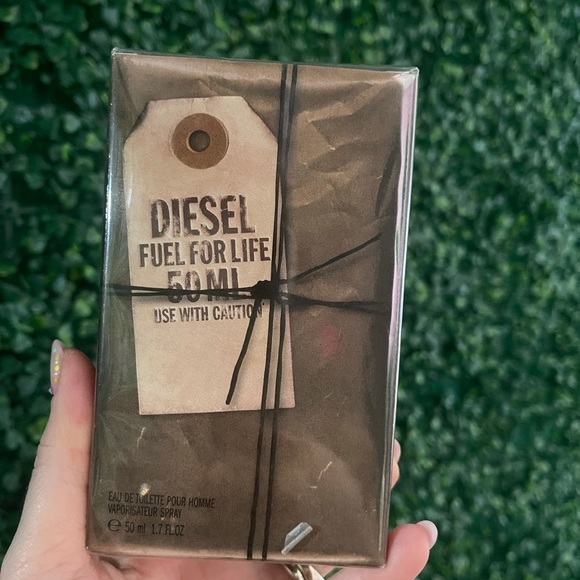 DIESEL
FUEL FOR LIFE
50 ML
USE WITH CAUTION
EAU DE TOILETTE POUR HOMME
VAPORISATEUR SPRAY
℮ 50 ml 1.7 FL.OZ